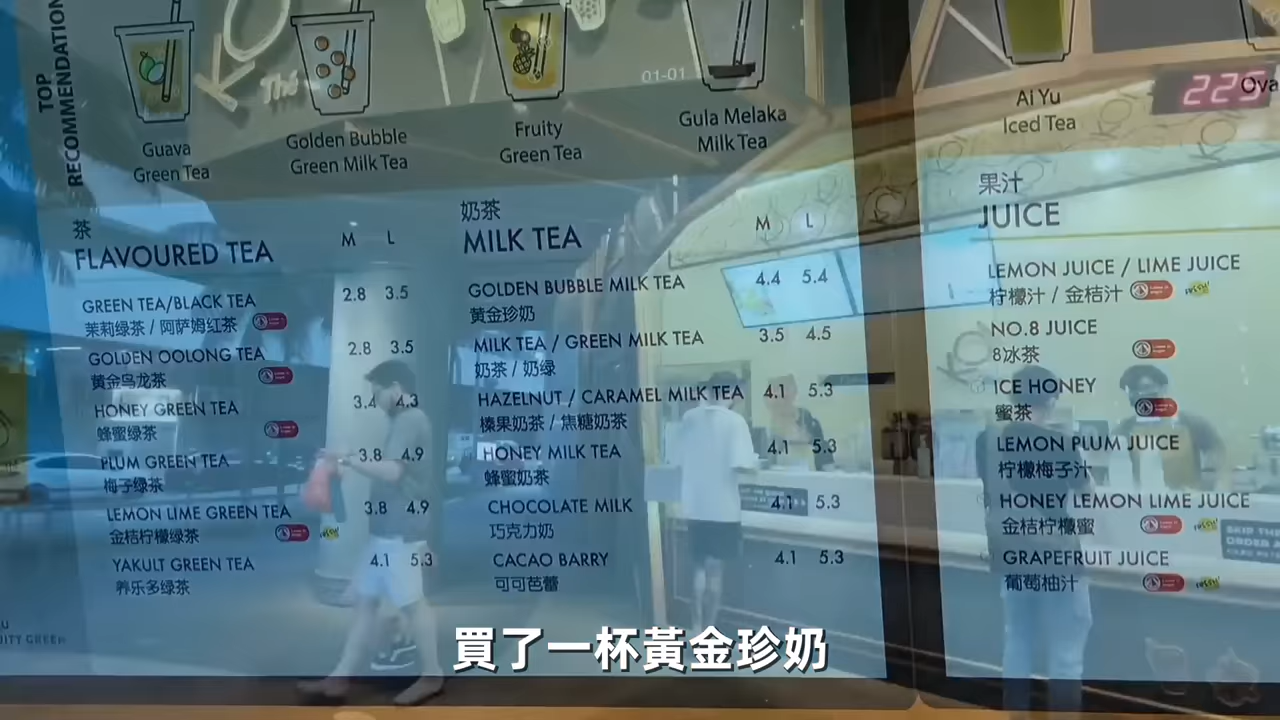 TOP
RECOMMENDATION
Guava
Green Tea
Golden Bubble
Green Milk Tea
Fruity
Green Tea
01-01
Gula Melaka
Milk Tea
Ai Yu
Iced Tea
225
茶
FLAVOURED TEA M L
GREEN TEA/BLACK TEA 2.8 3.5
茉莉绿茶 / 阿萨姆红茶
GOLDEN OOLONG TEA 2.8 3.5
黄金乌龙茶
HONEY GREEN TEA 3.4 4.3
蜂蜜绿茶
PLUM GREEN TEA 3.8 4.9
梅子绿茶
LEMON LIME GREEN TEA 3.8 4.9
金桔柠檬绿茶
YAKULT GREEN TEA 4.1 5.3
养乐多绿茶
奶茶
MILK TEA M L
GOLDEN BUBBLE MILK TEA 4.4 5.4
黄金珍奶
MILK TEA / GREEN MILK TEA 3.5 4.5
奶茶 / 奶绿
HAZELNUT / CARAMEL MILK TEA 4.1 5.3
榛果奶茶 / 焦糖奶茶
HONEY MILK TEA 4.1 5.3
蜂蜜奶茶
CHOCOLATE MILK 4.1 5.3
巧克力奶
CACAO BARRY 4.1 5.3
可可芭蕾
果汁
JUICE
LEMON JUICE / LIME JUICE
柠檬汁 / 金桔汁
NO.8 JUICE
8冰茶
ICE HONEY
蜜茶
LEMON PLUM JUICE
柠檬梅子汁
HONEY LEMON LIME JUICE
金桔柠檬蜜
GRAPEFRUIT JUICE
葡萄柚汁
買了一杯黃金珍奶